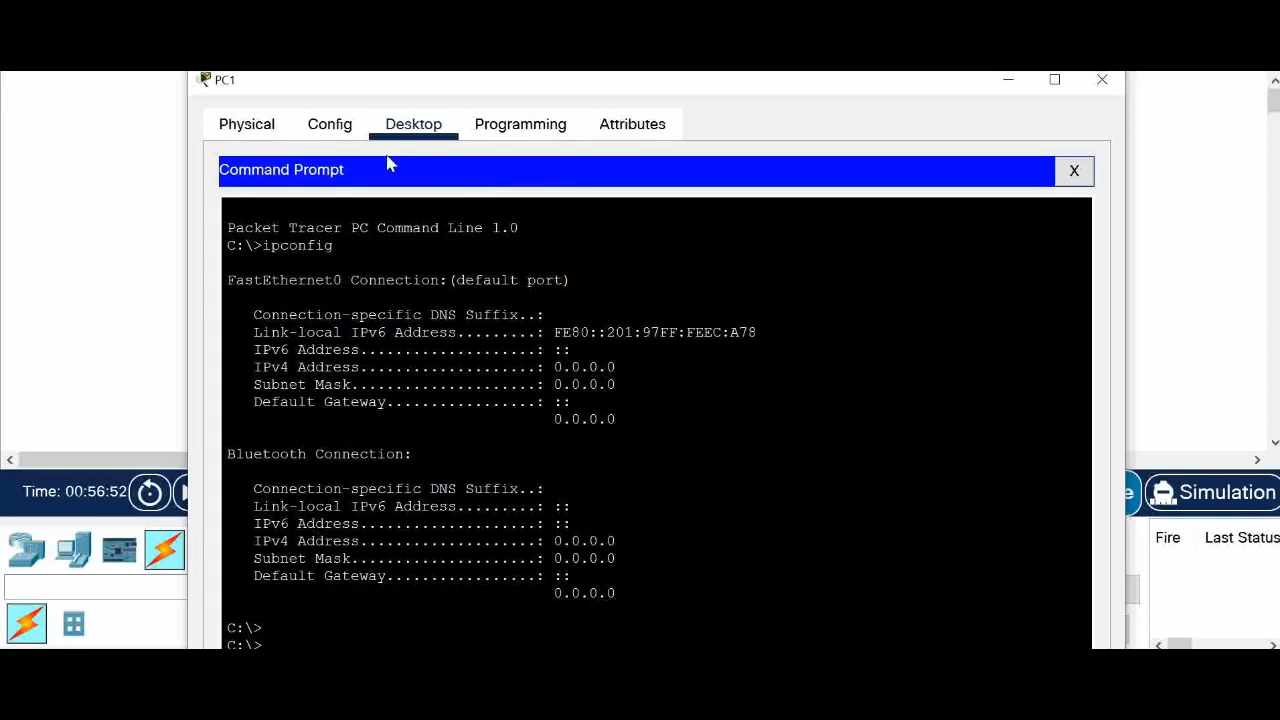 PC1
Physical Config Desktop Programming Attributes
Command Prompt X
Packet Tracer PC Command Line 1.0
C:\>ipconfig
FastEthernet0 Connection:(default port)
Connection-specific DNS Suffix..:
Link-local IPv6 Address.........: FE80::201:97FF:FEEC:A78
IPv6 Address....................: ::
IPv4 Address....................: 0.0.0.0
Subnet Mask.....................: 0.0.0.0
Default Gateway.................: ::
0.0.0.0
Bluetooth Connection:
Connection-specific DNS Suffix..:
Link-local IPv6 Address.........: ::
IPv6 Address....................: ::
IPv4 Address....................: 0.0.0.0
Subnet Mask.....................: 0.0.0.0
Default Gateway.................: ::
0.0.0.0
C:\>
C:\>
Time: 00:56:52
e Simulation
Fire Last Status